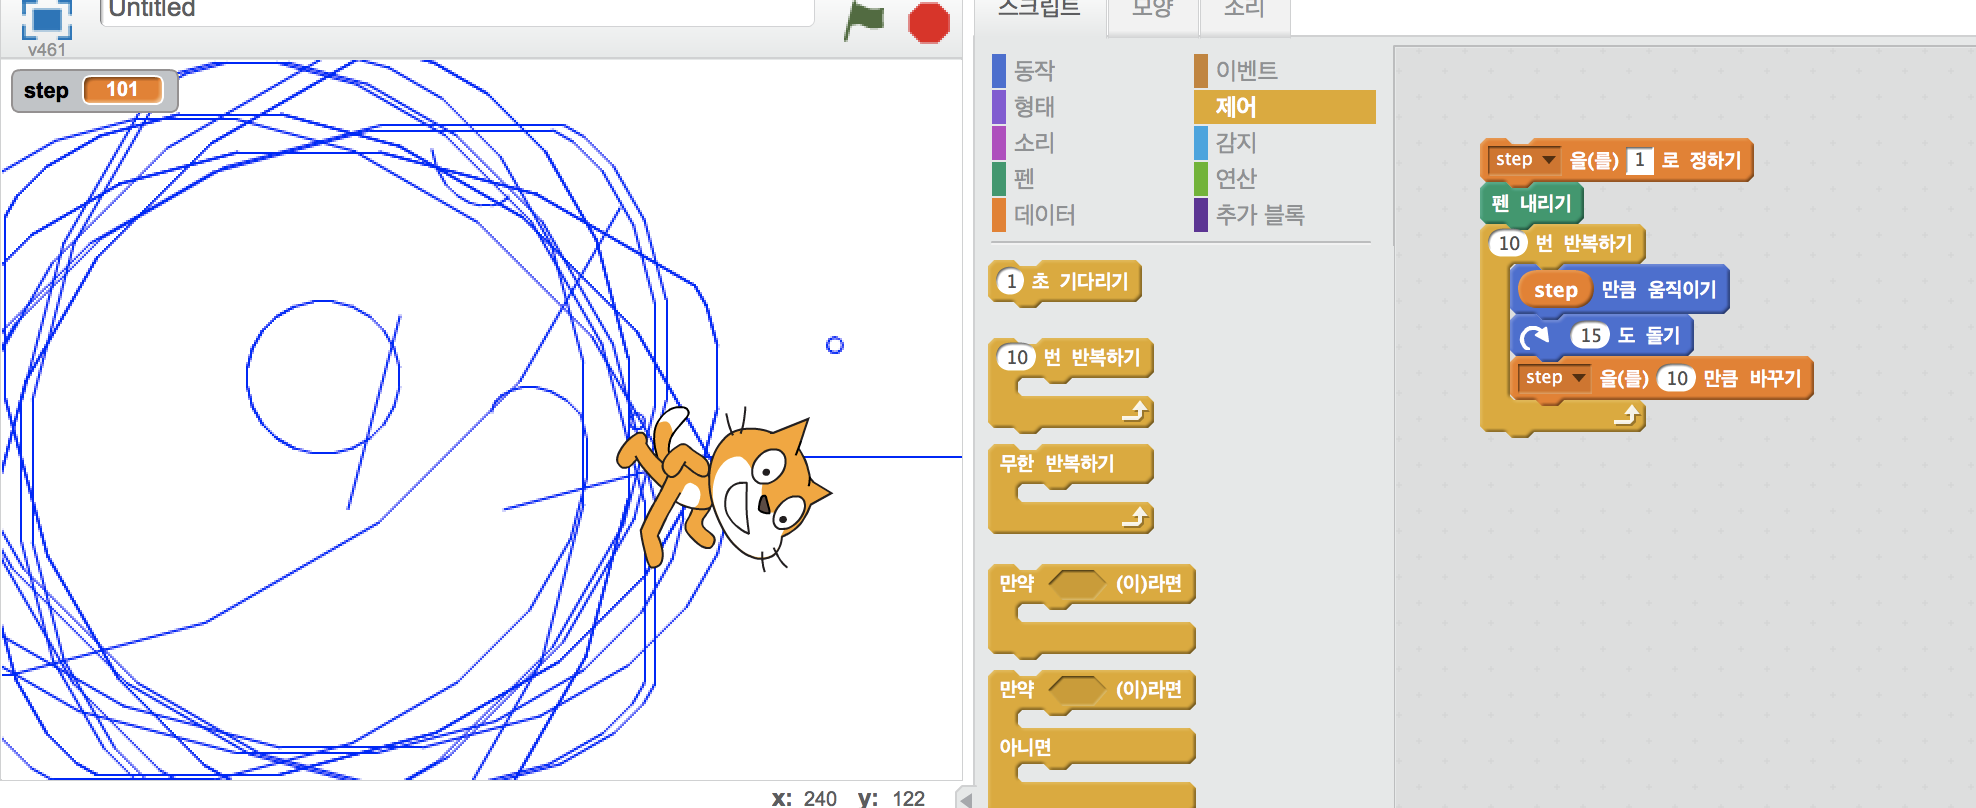 Untitled
v461
step 101
x: 240 y: 122
스크립트 모양 소리
동작 이벤트
형태 제어
소리 감지
펜 연산
데이터 추가 블록
1 초 기다리기
10 번 반복하기
무한 반복하기
만약 (이)라면
만약 (이)라면
아니면
step 을(를) 1 로 정하기
펜 내리기
10 번 반복하기
step 만큼 움직이기
15 도 돌기
step 을(를) 10 만큼 바꾸기